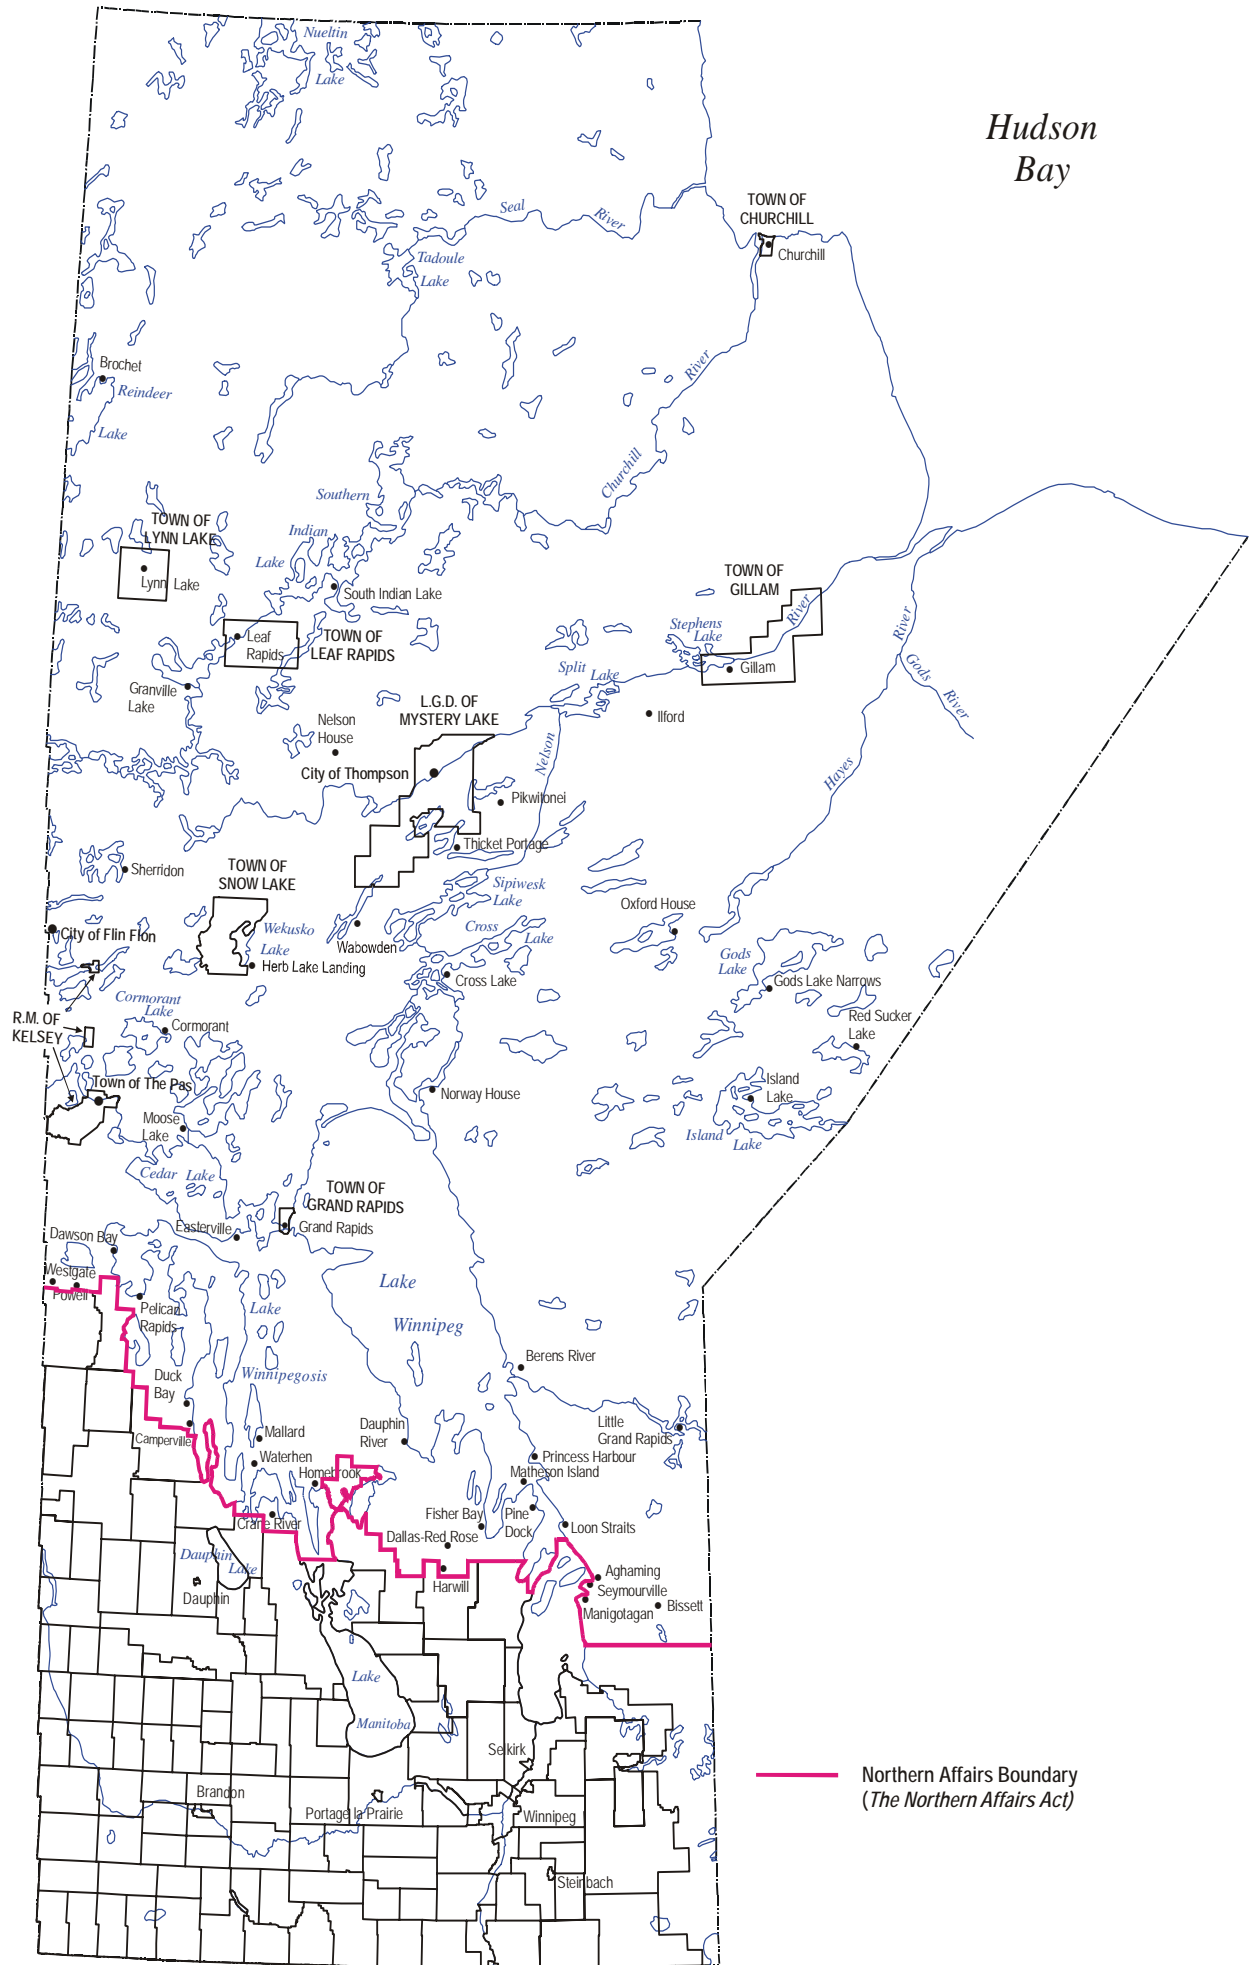 Nueltin
Lake
Hudson
Bay
Seal
River
TOWN OF
CHURCHILL
Churchill
Tadoule
Lake
River
Churchill
Brochet
Reindeer
Lake
Southern
Indian
Lake
TOWN OF
LYNN LAKE
Lynn Lake
South Indian Lake
TOWN OF
GILLAM
River
Stephens
Lake
Gillam
River
Gods
River
Leaf
Rapids
TOWN OF
LEAF RAPIDS
Split
Lake
Granville
Lake
Ilford
L.G.D. OF
MYSTERY LAKE
Nelson
House
City of Thompson
Nelson
Hayes
Pikwitonei
Thicket Portage
Sherridon
TOWN OF
SNOW LAKE
Sipiwesk
Lake
Oxford House
City of Flin Flon
Wekusko
Lake
Wabowden
Cross
Lake
Herb Lake Landing
Cross Lake
Gods
Lake
Gods Lake Narrows
Cormorant
Lake
Cormorant
R.M. OF
KELSEY
Red Sucker
Lake
Town of The Pas
Norway House
Island
Lake
Moose
Lake
Island
Lake
Cedar Lake
TOWN OF
GRAND RAPIDS
Easterville
Grand Rapids
Dawson Bay
Westgate
Powell
Lake
Winnipeg
Pelican
Rapids
Lake
Winnipegosis
Berens River
Duck
Bay
Camperville
Mallard
Dauphin
River
Little
Grand Rapids
Waterhen
Princess Harbour
Homebrook
Matheson Island
Crane River
Fisher Bay
Pine
Dock
Loon Straits
Dallas-Red Rose
Dauphin
Lake
Harwill
Aghaming
Seymourville
Dauphin
Manigotagan
Bissett
Lake
Manitoba
Selkirk
Brandon
Portage la Prairie
Winnipeg
Steinbach
Northern Affairs Boundary
(The Northern Affairs Act)